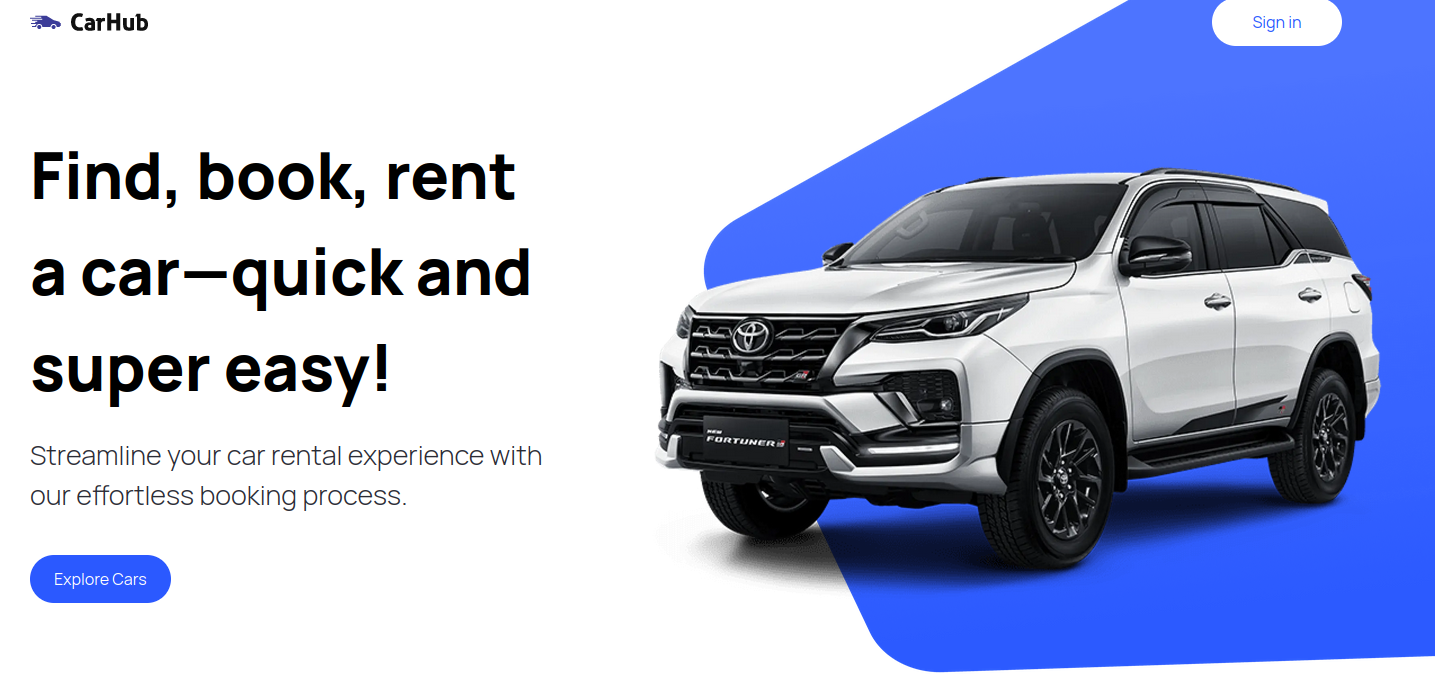 CarHub
Sign in
Find, book, rent
a car—quick and
super easy!
Streamline your car rental experience with
our effortless booking process.
Explore Cars
NEW
FORTUNER GR